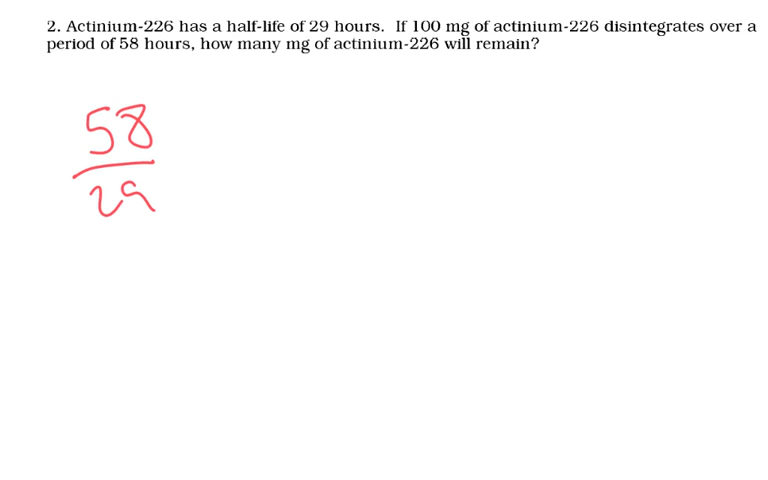 2. Actinium-226 has a half-life of 29 hours. If 100 mg of actinium-226 disintegrates over a
period of 58 hours, how many mg of actinium-226 will remain?
58
29